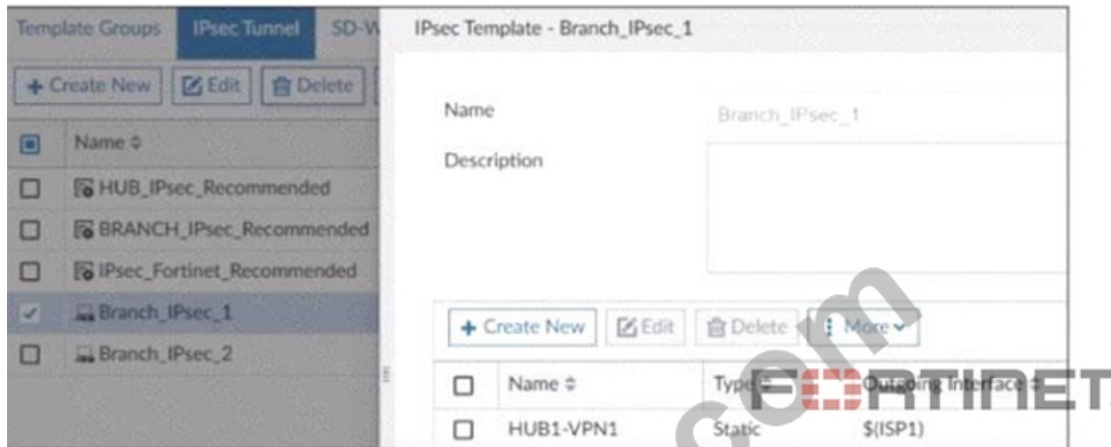 Template Groups IPsec Tunnel SD-W
IPsec Template - Branch_IPsec_1
+ Create New Edit Delete
Name
HUB_IPsec_Recommended
BRANCH_IPsec_Recommended
IPsec_Fortinet_Recommended
Branch_IPsec_1
Branch_IPsec_2
Name Branch_IPsec_1
Description
+ Create New Edit Delete More
Name Type Outgoing Interface
HUB1-VPN1 Static $(ISP1)
FORTINET
com